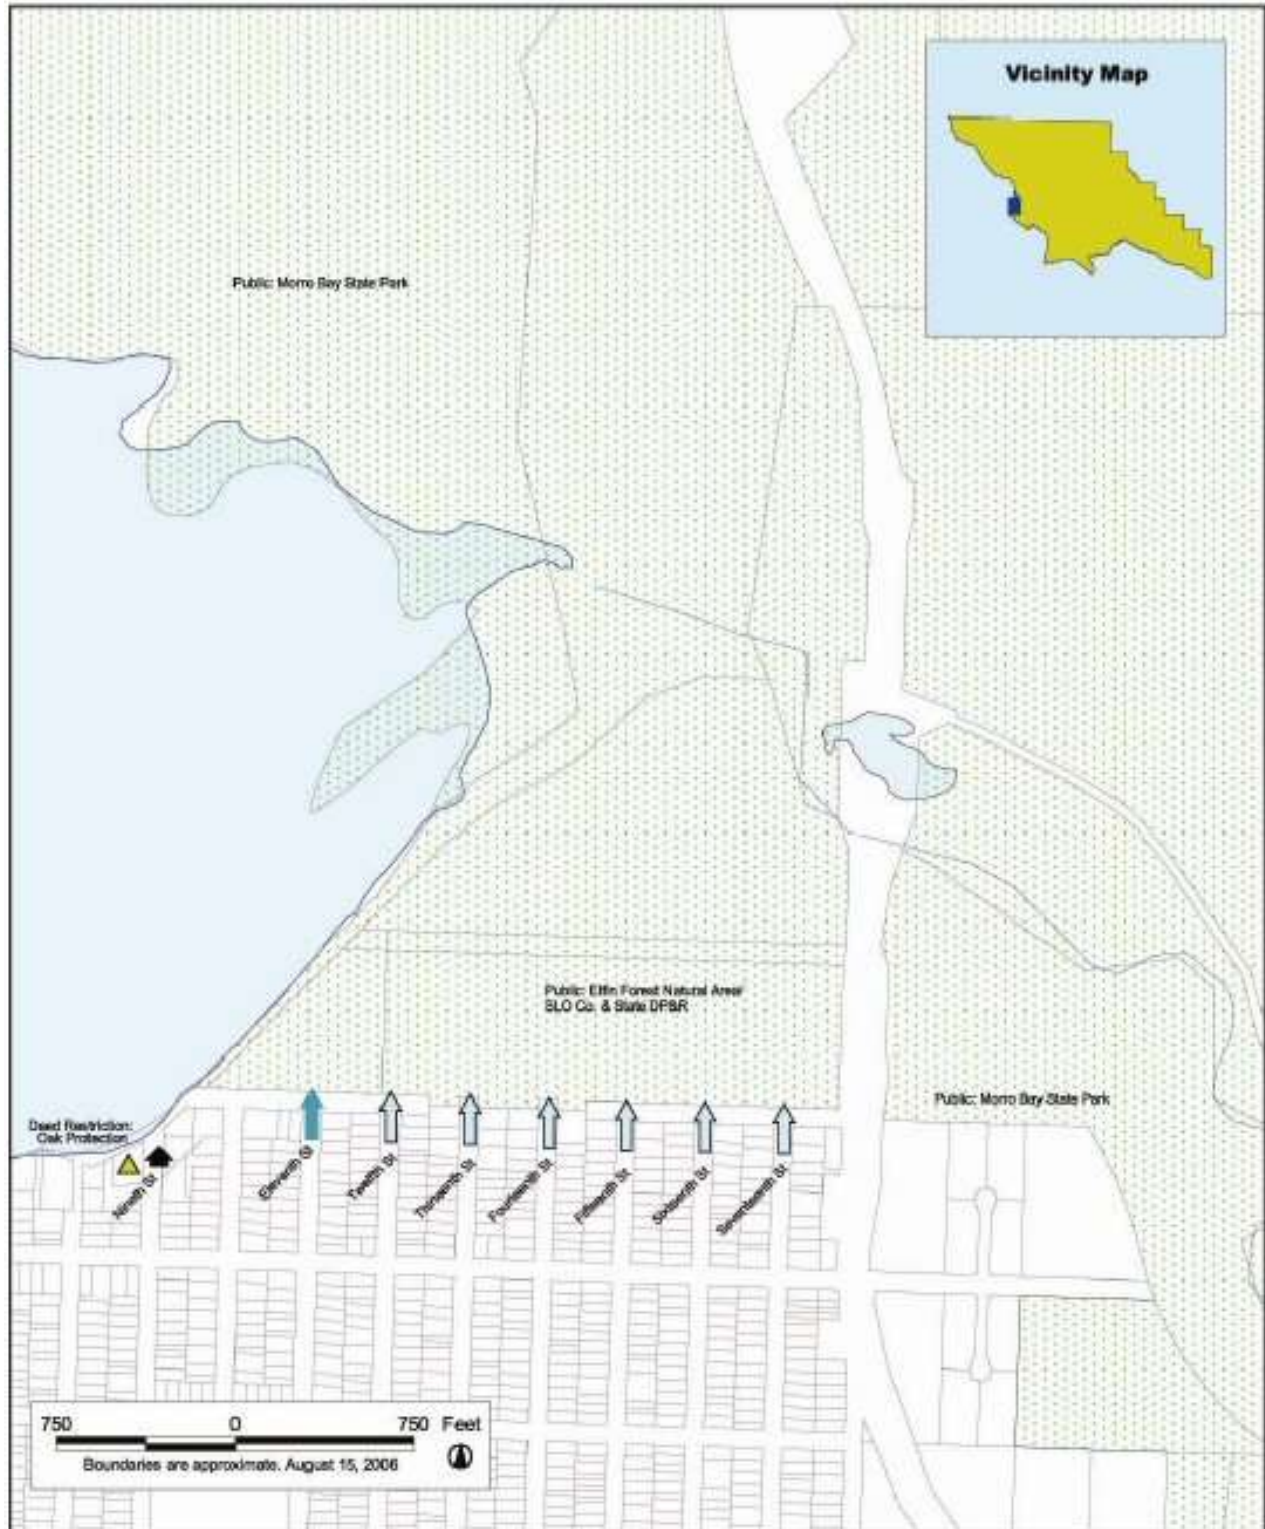 Vicinity Map
Public: Morro Bay State Park
Public: Elfin Forest Natural Area/
SLO Co. & State DP&R
Public: Morro Bay State Park
Deed Restriction:
Oak Protection
Nineth St
Eleventh St
Twelfth St
Thirteenth St
Fourteenth St
Fifteenth St
Sixteenth St
Seventeenth St
750 0 750 Feet
Boundaries are approximate. August 15, 2006